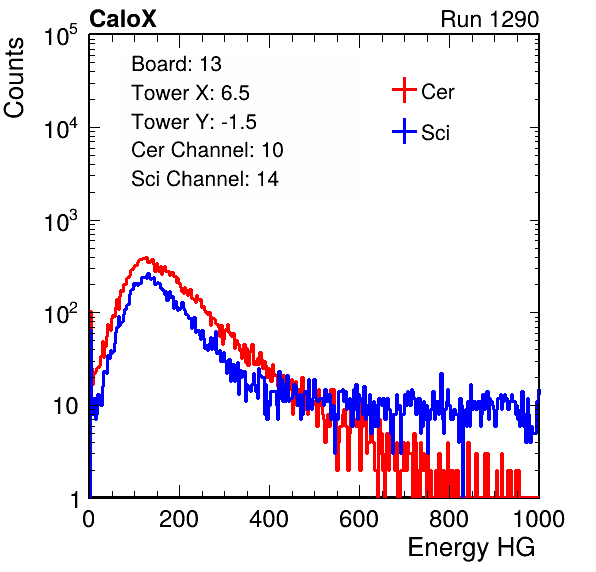 CaloX Run 1290
Counts
Board: 13
Tower X: 6.5
Tower Y: -1.5
Cer Channel: 10
Sci Channel: 14
Cer
Sci
10^5
10^4
10^3
10^2
10
1
0 200 400 600 800 1000
Energy HG